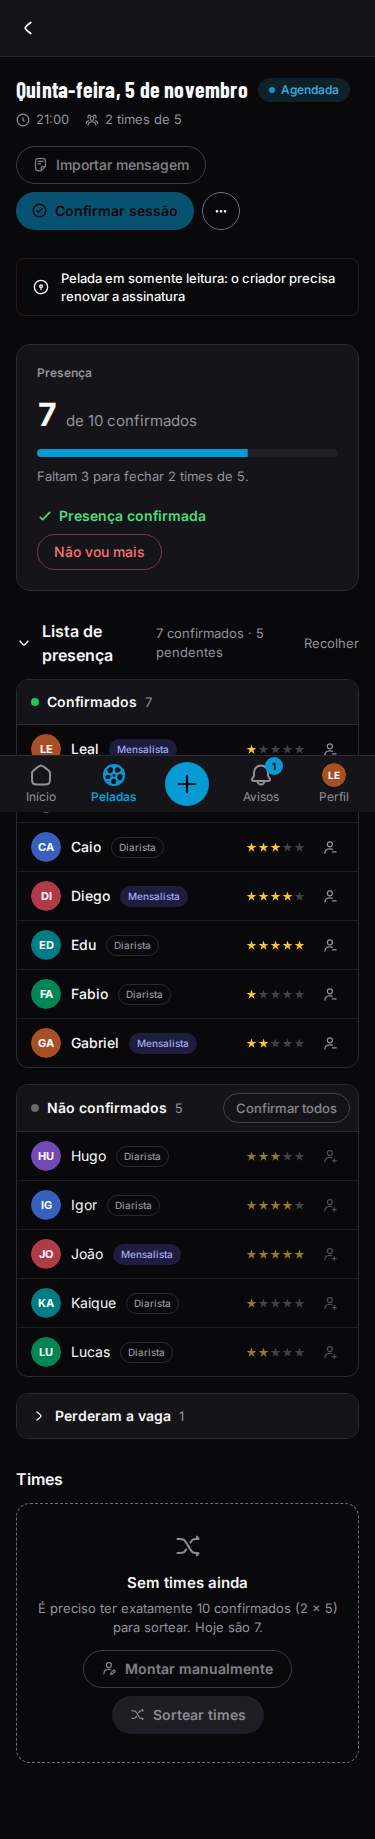 Quinta-feira, 5 de novembro
Agendada
21:00
2 times de 5
Importar mensagem
Confirmar sessão
Pelada em somente leitura: o criador precisa
renovar a assinatura
Presença
7 de 10 confirmados
Faltam 3 para fechar 2 times de 5.
Presença confirmada
Não vou mais
Lista de
presença
7 confirmados · 5
pendentes
Recolher
Confirmados 7
LE Leal Mensalista
Início
Peladas
1
Avisos
LE
Perfil
CA Caio Diarista
DI Diego Mensalista
ED Edu Diarista
FA Fabio Diarista
GA Gabriel Mensalista
Não confirmados 5
Confirmar todos
HU Hugo Diarista
IG Igor Diarista
JO João Mensalista
KA Kaique Diarista
LU Lucas Diarista
Perderam a vaga 1
Times
Sem times ainda
É preciso ter exatamente 10 confirmados (2 × 5)
para sortear. Hoje são 7.
Montar manualmente
Sortear times